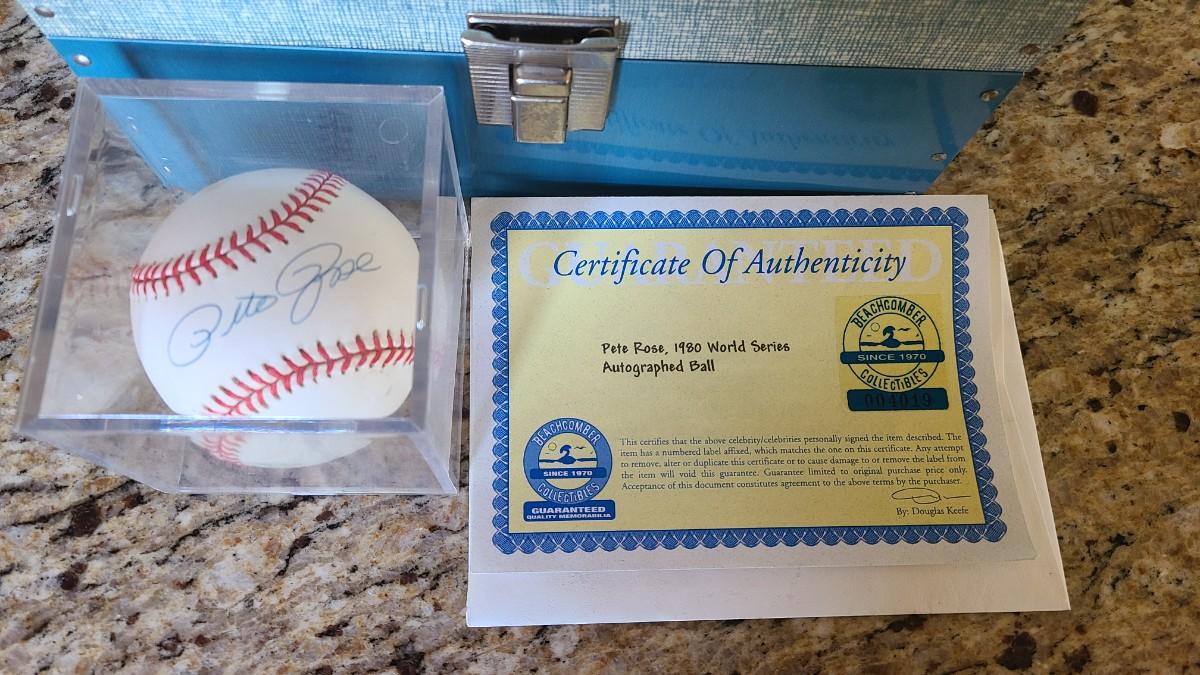 Pete Rose
GUARANTEED
Certificate Of Authenticity
Pete Rose, 1980 World Series
Autographed Ball
BEACHCOMBER
SINCE 1970
COLLECTIBLES
004019
BEACHCOMBER
SINCE 1970
COLLECTIBLES
GUARANTEED
QUALITY MEMORABILIA
This certifies that the above celebrity/celebrities personally signed the item described. The
item has a numbered label affixed, which matches the one on this certificate. Any attempt
to remove, alter or duplicate this certificate or to cause damage to or remove the label from
the item will void this guarantee. Guarantee limited to original purchase price only.
Acceptance of this document constitutes agreement to the above terms by the purchaser.
By: Douglas Keefe
Certificate Of Authenticity